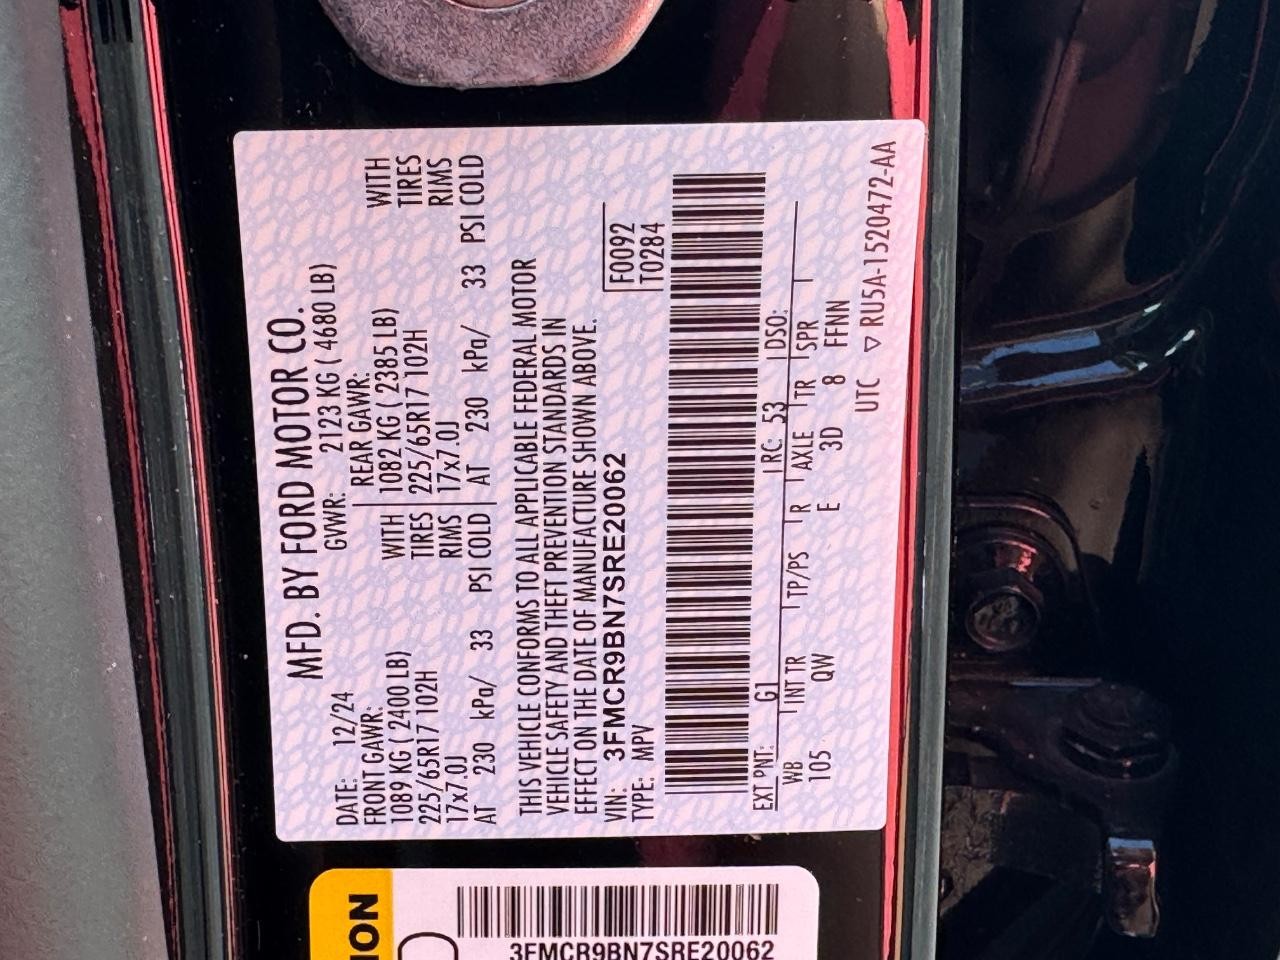 MFD. BY FORD MOTOR CO.
DATE: 12/24
GVWR: 2123 KG ( 4680 LB)
FRONT GAWR:
1089 KG ( 2400 LB)
WITH
225/65R17 102H
TIRES
17x7.0J
RIMS
AT 230 kPa/ 33 PSI COLD
REAR GAWR:
1082 KG ( 2385 LB)
WITH
225/65R17 102H
TIRES
17x7.0J
RIMS
AT 230 kPa/ 33 PSI COLD
THIS VEHICLE CONFORMS TO ALL APPLICABLE FEDERAL MOTOR
VEHICLE SAFETY AND THEFT PREVENTION STANDARDS IN
EFFECT ON THE DATE OF MANUFACTURE SHOWN ABOVE.
VIN: 3FMCR9BN7SRE20062
F0092
TYPE: MPV
T0284
EXT PNT: G1 RC: 53 DSO:
WB INT TR TP/PS R AXLE TR SPR
105 QW E 3D 8 FFNN
UTC ▽ RU5A-1520472-AA
ION
3FMCR9BN7SRE20062